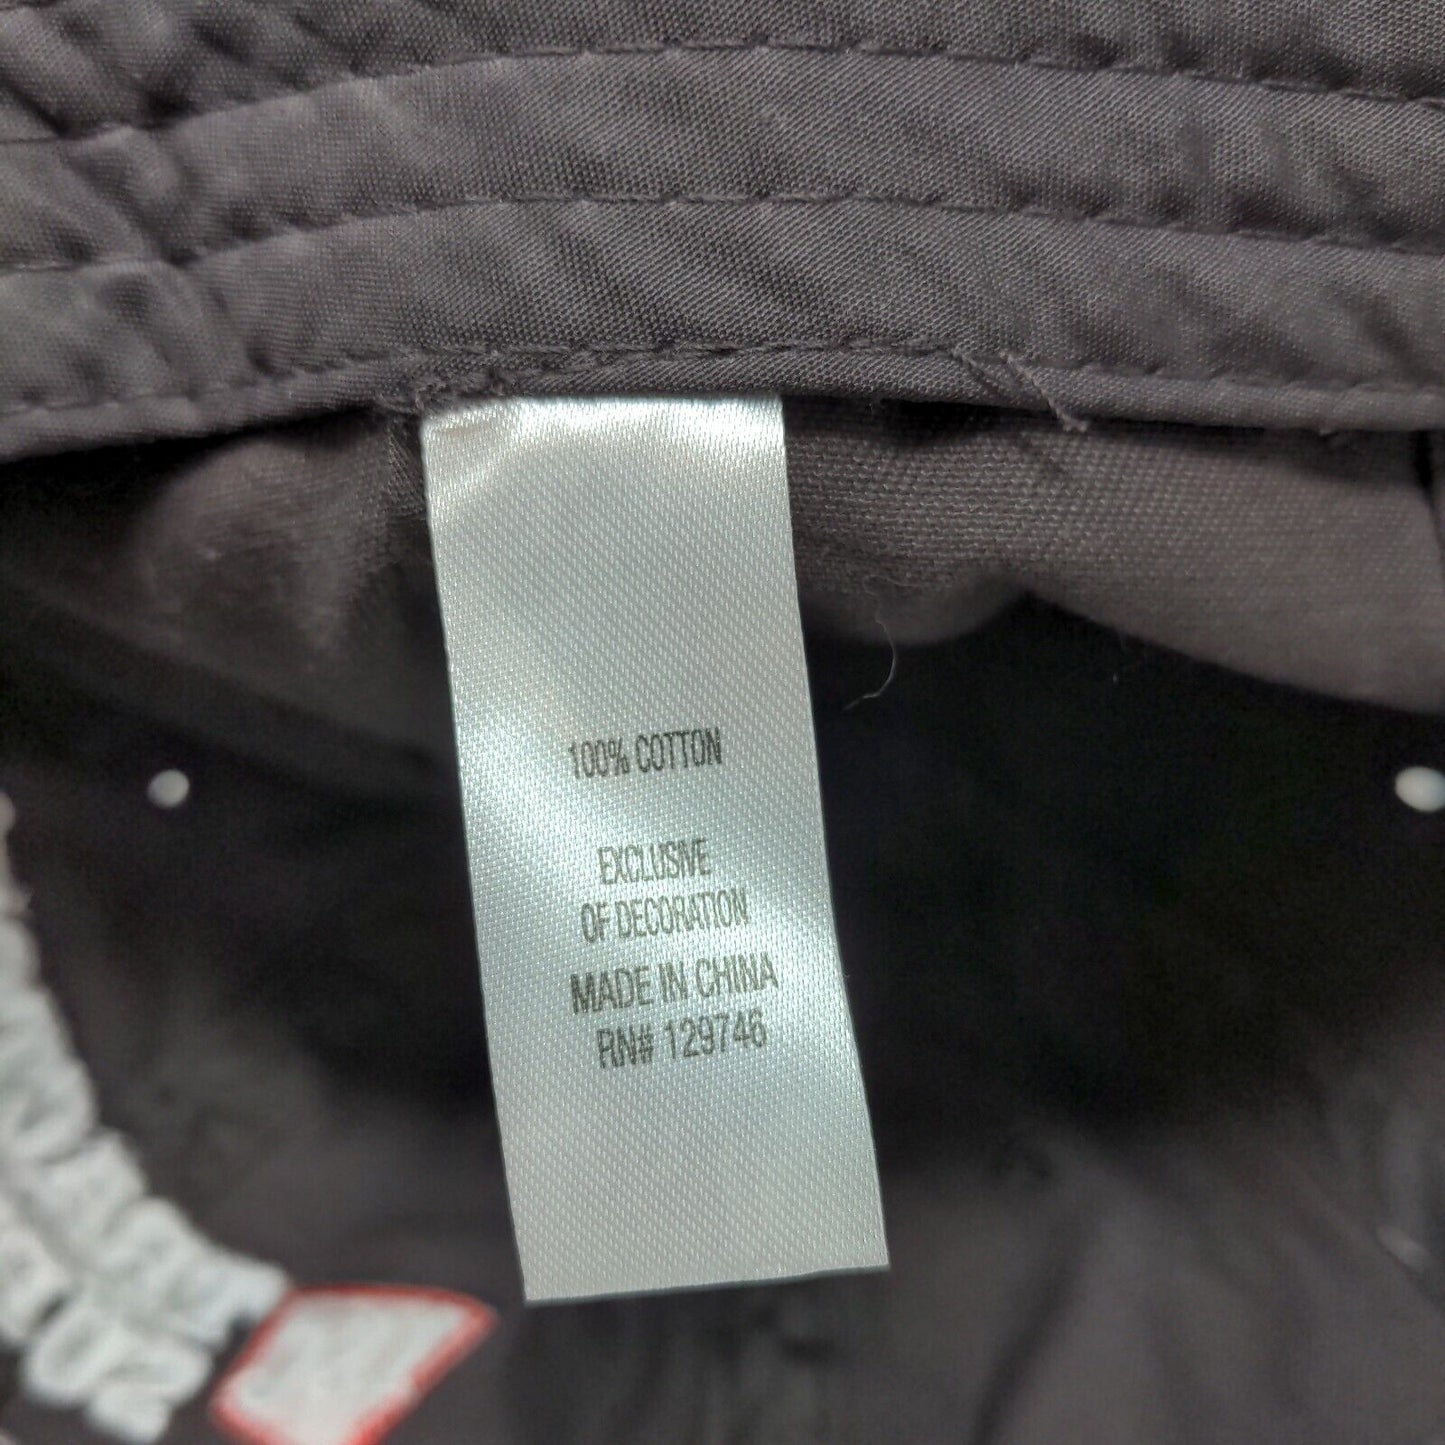 100% COTTON
EXCLUSIVE
OF DECORATION
MADE IN CHINA
RN# 129746